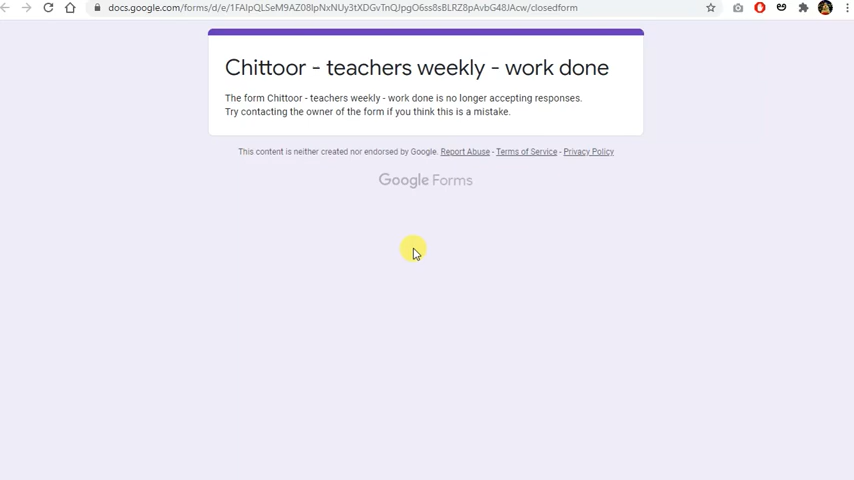 docs.google.com/forms/d/e/1FAIpQLSeM9AZ08lpNxNUy3tXDGvTnQJpgO6ss8sBLRZ8pAvbG48JAcw/closedform
Chittoor - teachers weekly - work done
The form Chittoor - teachers weekly - work done is no longer accepting responses.
Try contacting the owner of the form if you think this is a mistake.
This content is neither created nor endorsed by Google. Report Abuse - Terms of Service - Privacy Policy
Google Forms